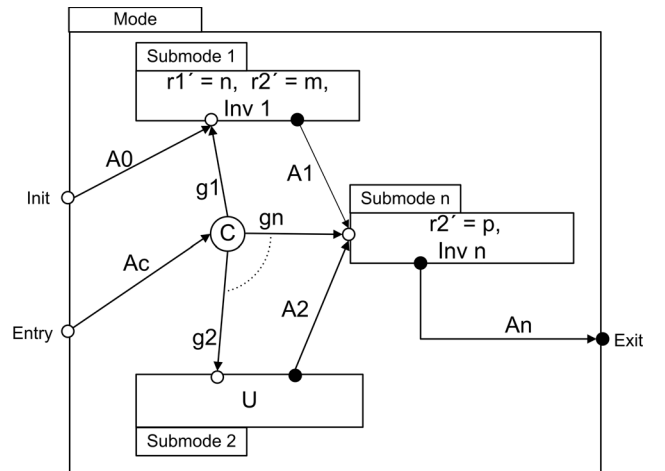 Mode
Submode 1
r1´ = n, r2´ = m,
Inv 1
A0
A1
Init
g1
Submode n
C
gn
r2´ = p,
Inv n
Ac
A2
An
Entry
g2
Exit
U
Submode 2